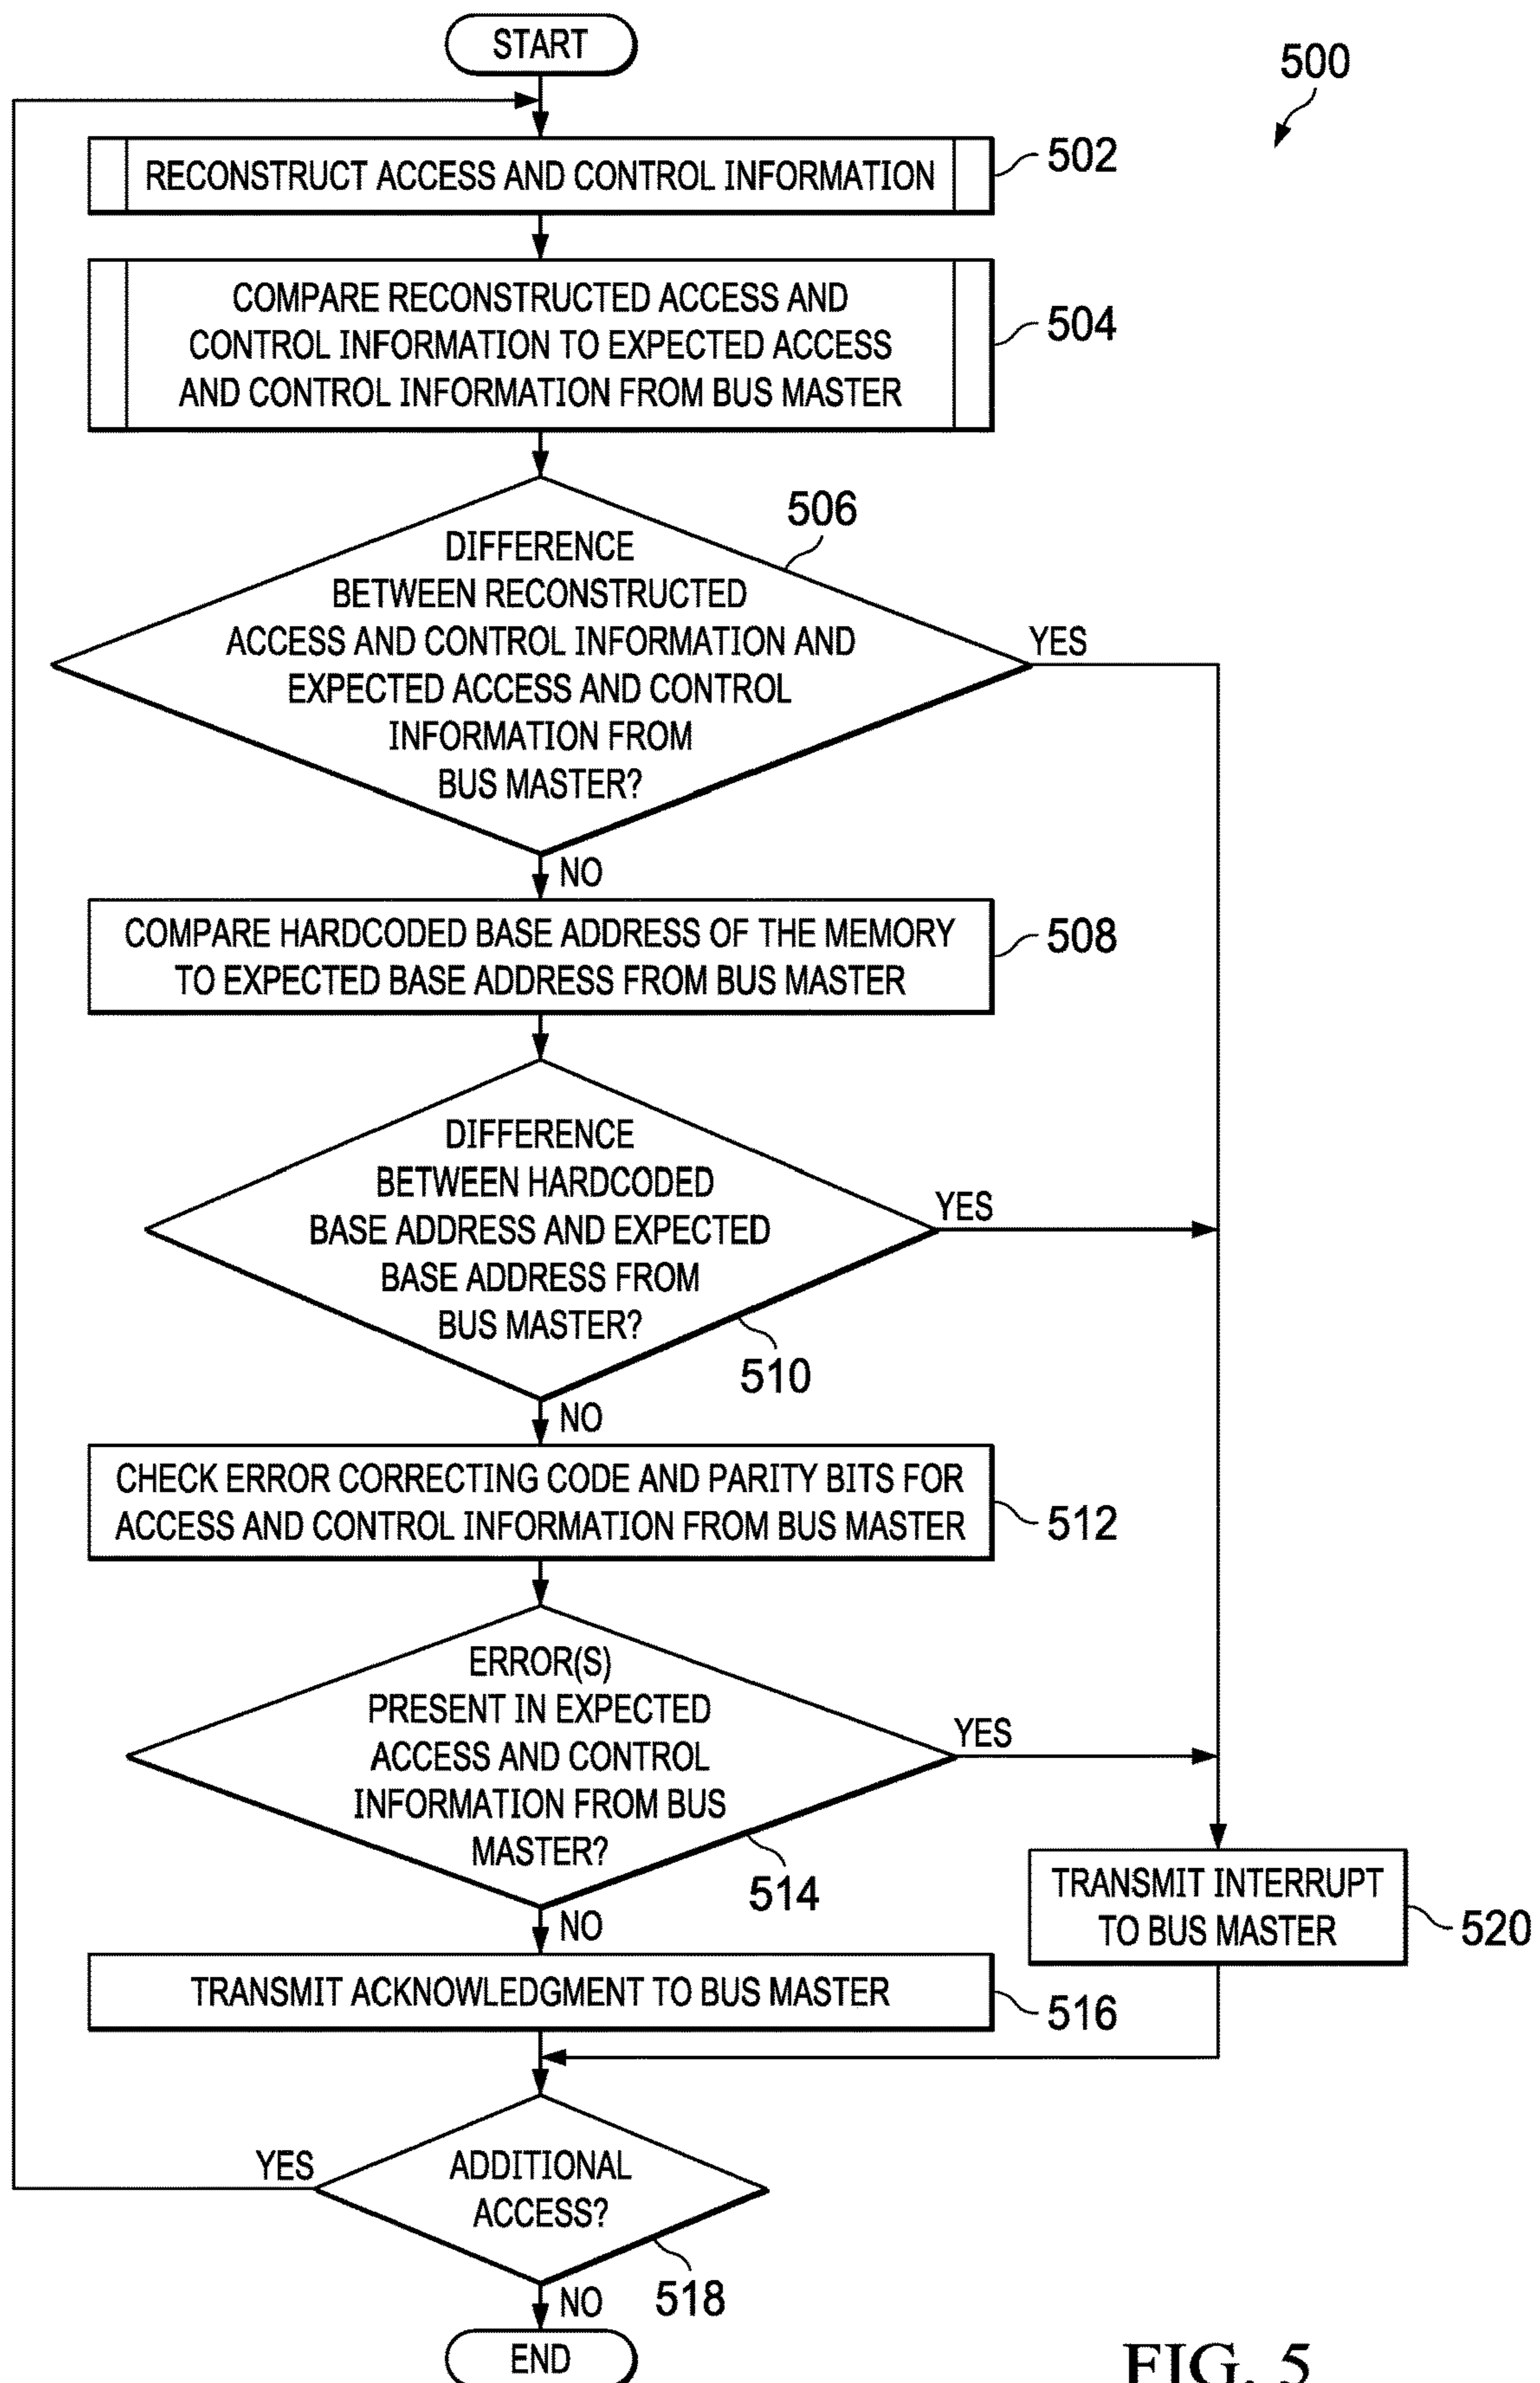 START
500
RECONSTRUCT ACCESS AND CONTROL INFORMATION
502
COMPARE RECONSTRUCTED ACCESS AND
CONTROL INFORMATION TO EXPECTED ACCESS
AND CONTROL INFORMATION FROM BUS MASTER
504
506
DIFFERENCE
BETWEEN RECONSTRUCTED
ACCESS AND CONTROL INFORMATION AND
EXPECTED ACCESS AND CONTROL
INFORMATION FROM
BUS MASTER?
YES
NO
COMPARE HARDCODED BASE ADDRESS OF THE MEMORY
TO EXPECTED BASE ADDRESS FROM BUS MASTER
508
DIFFERENCE
BETWEEN HARDCODED
BASE ADDRESS AND EXPECTED
BASE ADDRESS FROM
BUS MASTER?
YES
510
NO
CHECK ERROR CORRECTING CODE AND PARITY BITS FOR
ACCESS AND CONTROL INFORMATION FROM BUS MASTER
512
ERROR(S)
PRESENT IN EXPECTED
ACCESS AND CONTROL
INFORMATION FROM BUS
MASTER?
YES
514
NO
TRANSMIT INTERRUPT
TO BUS MASTER
520
TRANSMIT ACKNOWLEDGMENT TO BUS MASTER
516
ADDITIONAL
ACCESS?
YES
518
NO
END
FIG. 5